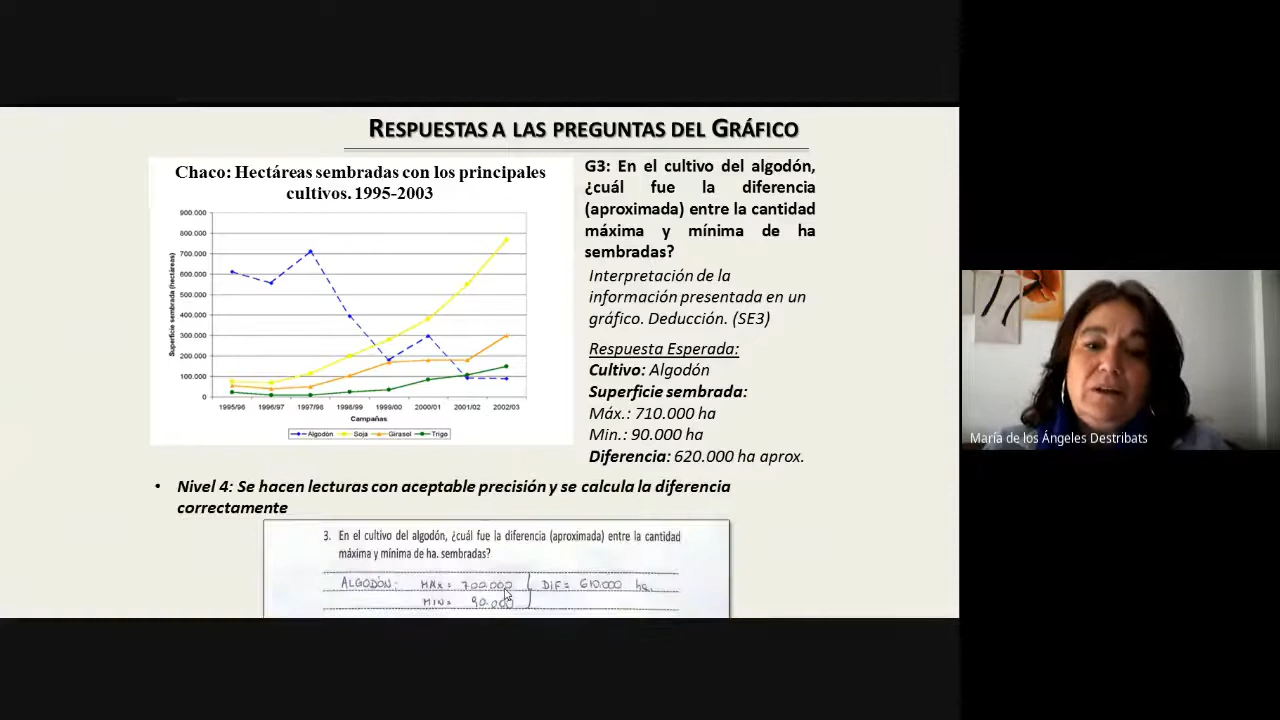 RESPUESTAS A LAS PREGUNTAS DEL GRÁFICO
Chaco: Hectáreas sembradas con los principales
cultivos. 1995-2003
900.000
800.000
700.000
600.000
500.000
400.000
300.000
200.000
100.000
0
Superficie sembrada (hectáreas)
1995/96 1996/97 1997/98 1998/99 1999/00 2000/01 2001/02 2002/03
Campañas
Algodón Soja Girasol Trigo
G3: En el cultivo del algodón,
¿cuál fue la diferencia
(aproximada) entre la cantidad
máxima y mínima de ha
sembradas?
Interpretación de la
información presentada en un
gráfico. Deducción. (SE3)
Respuesta Esperada:
Cultivo: Algodón
Superficie sembrada:
Máx.: 710.000 ha
Min.: 90.000 ha
Diferencia: 620.000 ha aprox.
• Nivel 4: Se hacen lecturas con aceptable precisión y se calcula la diferencia
correctamente
3. En el cultivo del algodón, ¿cuál fue la diferencia (aproximada) entre la cantidad
máxima y mínima de ha. sembradas?
ALGODÓN: MAX = 700.000 DIF = 610.000 ha.
MIN = 90.000
María de los Ángeles Destribats